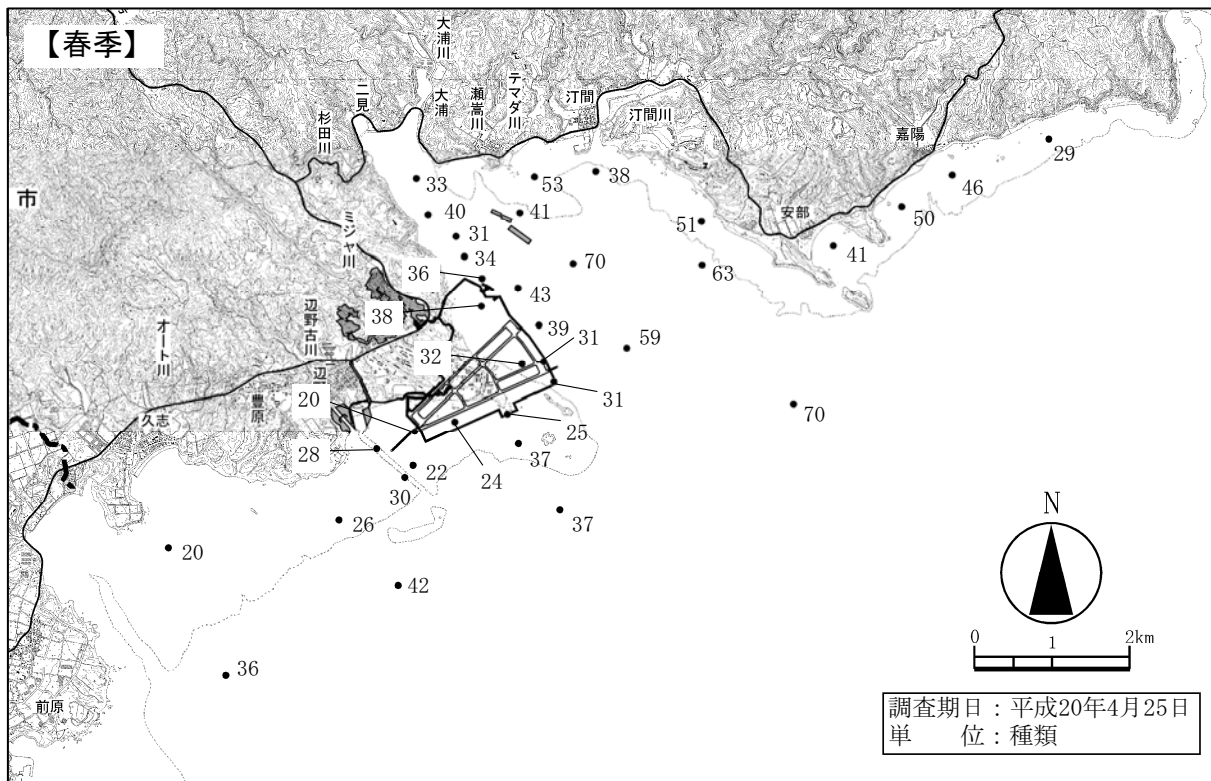 【春季】
大浦川
テマダ川
瀬嵩川
大浦
二見
杉田川
汀間
汀間川
嘉陽
安部
市
ミジャ川
辺野古川
辺野
オート川
豊原
久志
前原
29
46
50
41
38
53
33
51
40
41
31
34
70
63
36
43
38
39
31
59
32
31
70
20
25
37
28
22
24
30
37
26
20
42
36
N
0 1 2km
調査期日：平成20年4月25日
単　　位：種類